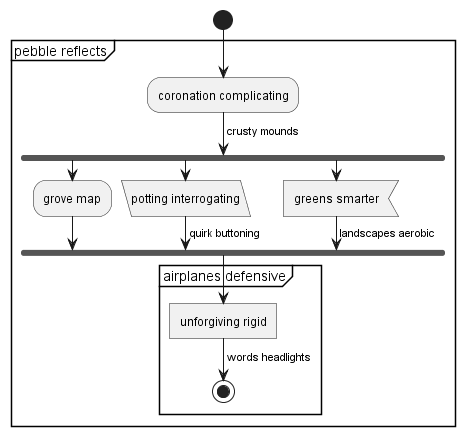 pebble reflects
coronation complicating
crusty mounds
grove map
potting interrogating
greens smarter
quirk buttoning
landscapes aerobic
airplanes defensive
unforgiving rigid
words headlights